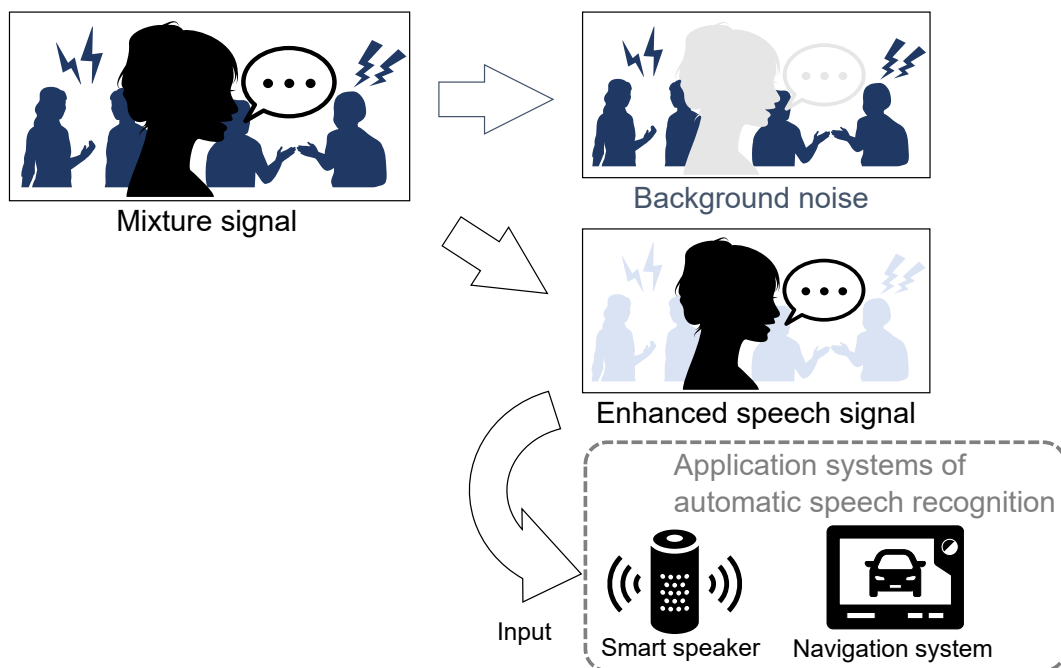 Mixture signal
Background noise
Enhanced speech signal
Application systems of
automatic speech recognition
Input
Smart speaker
Navigation system